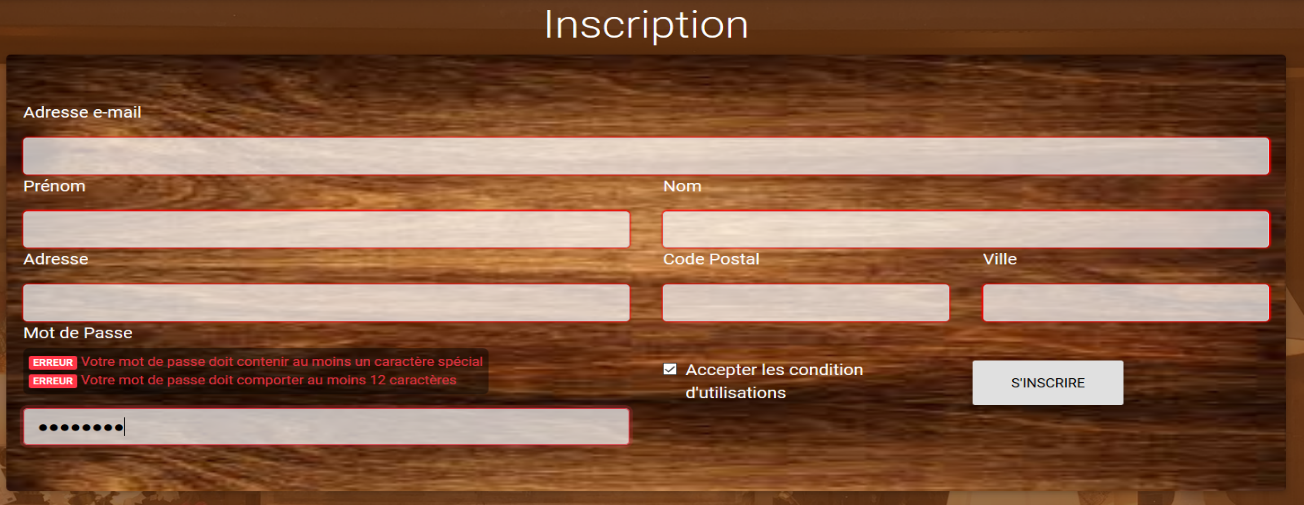 Inscription
Adresse e-mail
Prénom
Nom
Adresse
Code Postal
Ville
Mot de Passe
ERREUR Votre mot de passe doit contenir au moins un caractère spécial
ERREUR Votre mot de passe doit comporter au moins 12 caractères
Accepter les condition
d'utilisations
S'INSCRIRE
••••••••